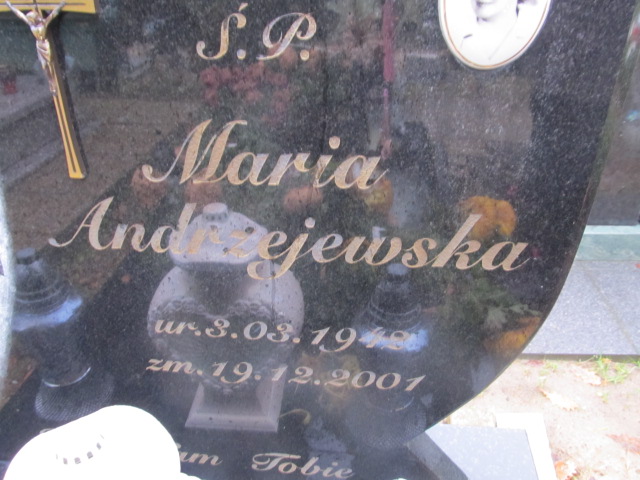 Ś.P.
Maria
Andrzejewska
ur.3.03.1942
zm.19.12.2001
Tobie